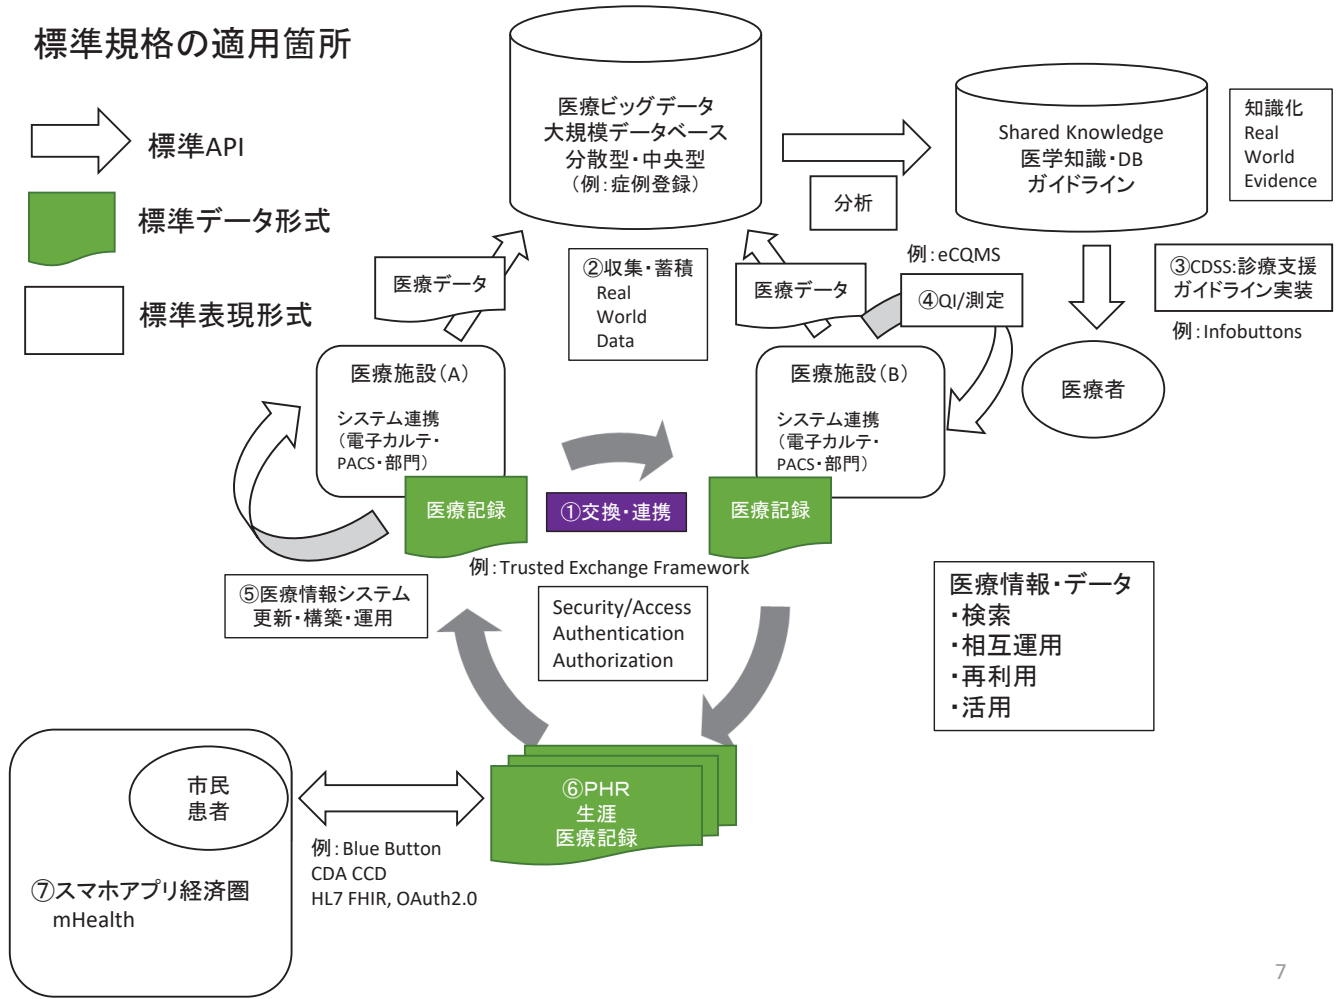 標準規格の適用箇所
標準API
標準データ形式
標準表現形式
医療ビッグデータ
大規模データベース
分散型・中央型
（例：症例登録）
分析
Shared Knowledge
医学知識・DB
ガイドライン
知識化
Real
World
Evidence
医療データ
②収集・蓄積
Real
World
Data
医療データ
例：eCQMS
④QI/測定
③CDSS:診療支援
ガイドライン実装
例：Infobuttons
医療者
医療施設（A）
システム連携
（電子カルテ・
PACS・部門）
医療記録
①交換・連携
医療施設（B）
システム連携
（電子カルテ・
PACS・部門）
医療記録
例：Trusted Exchange Framework
Security/Access
Authentication
Authorization
⑤医療情報システム
更新・構築・運用
医療情報・データ
・検索
・相互運用
・再利用
・活用
市民
患者
⑦スマホアプリ経済圏
mHealth
例：Blue Button
CDA CCD
HL7 FHIR, OAuth2.0
⑥PHR
生涯
医療記録
7